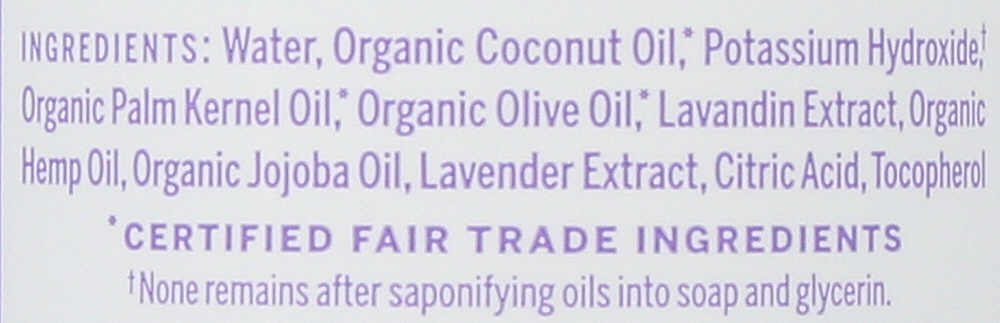 INGREDIENTS: Water, Organic Coconut Oil,* Potassium Hydroxide,†
Organic Palm Kernel Oil,* Organic Olive Oil,* Lavandin Extract, Organic
Hemp Oil, Organic Jojoba Oil, Lavender Extract, Citric Acid, Tocopherol
*CERTIFIED FAIR TRADE INGREDIENTS
†None remains after saponifying oils into soap and glycerin.